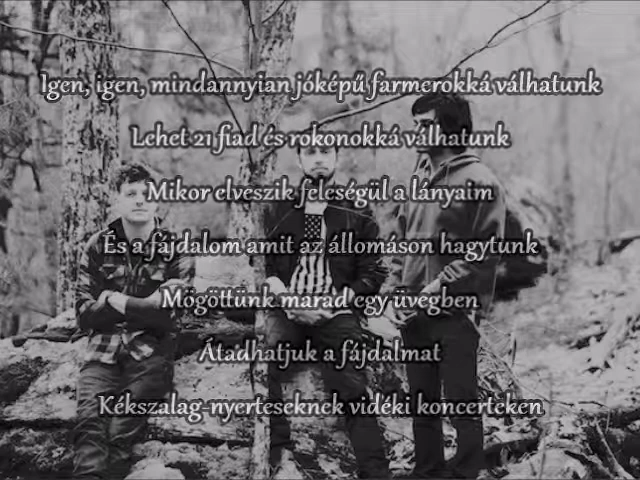 Igen, igen, mindannyian jóképű farmerokká válhatunk
Lehet 21 fiad és rokonokká válhatunk
Mikor elveszik feleségül a lányaim
És a fájdalom amit az állomáson hagytunk
Mögöttünk marad egy üvegben
Átadhatjuk a fájdalmat
Kékszalag-nyerteseknek vidéki koncerteken